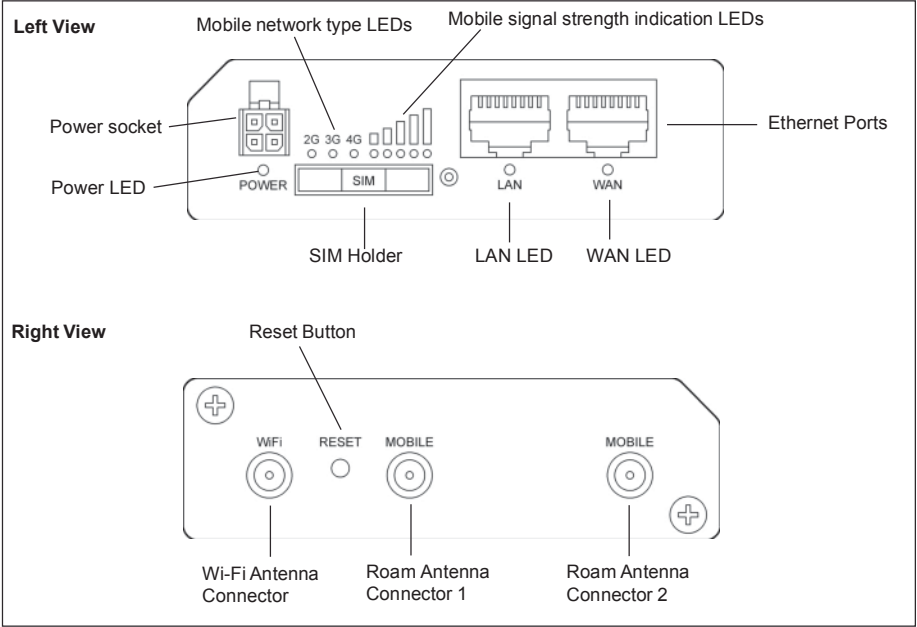 Left View
Mobile network type LEDs
Mobile signal strength indication LEDs
Power socket
Ethernet Ports
2G 3G 4G
Power LED
POWER
SIM
LAN
WAN
SIM Holder
LAN LED
WAN LED
Right View
Reset Button
WiFi
RESET
MOBILE
MOBILE
Wi-Fi Antenna
Connector
Roam Antenna
Connector 1
Roam Antenna
Connector 2